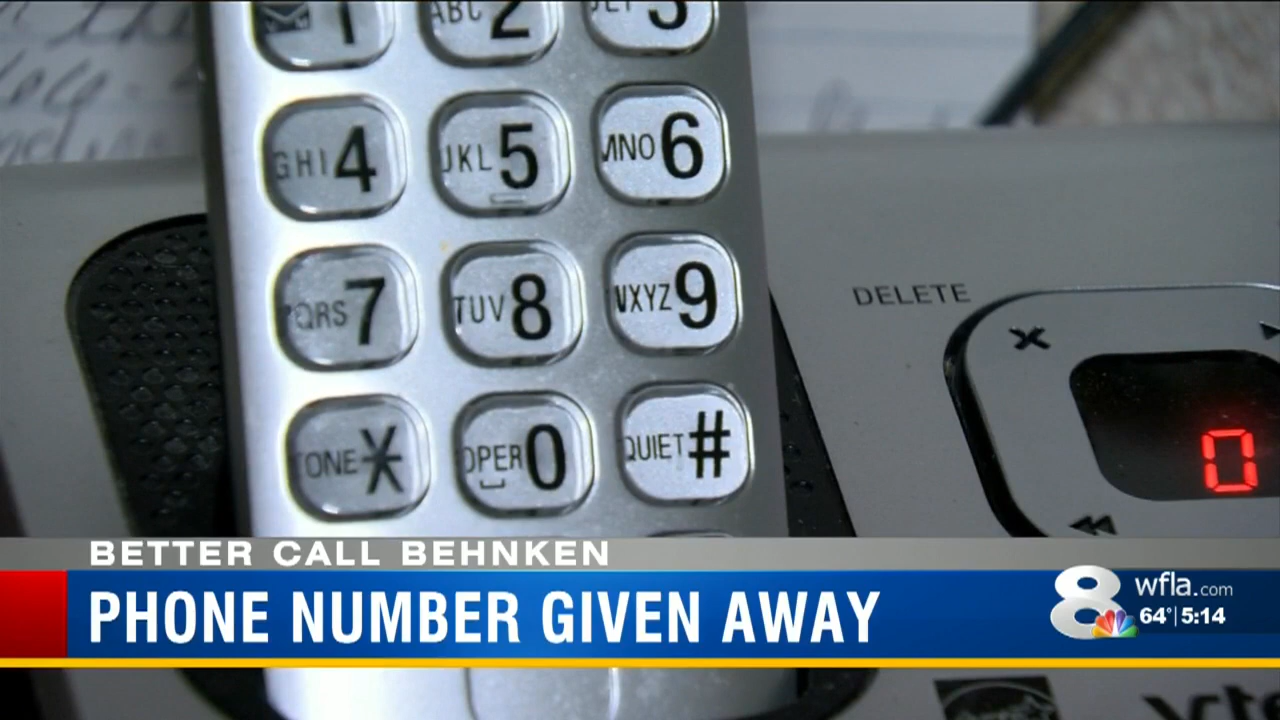 1
ABC 2
3
GHI 4
JKL 5
MNO 6
DELETE
PQRS 7
TUV 8
WXYZ 9
TONE *
OPER 0
QUIET #
0
BETTER CALL BEHNKEN
PHONE NUMBER GIVEN AWAY
8
wfla.com
64° | 5:14